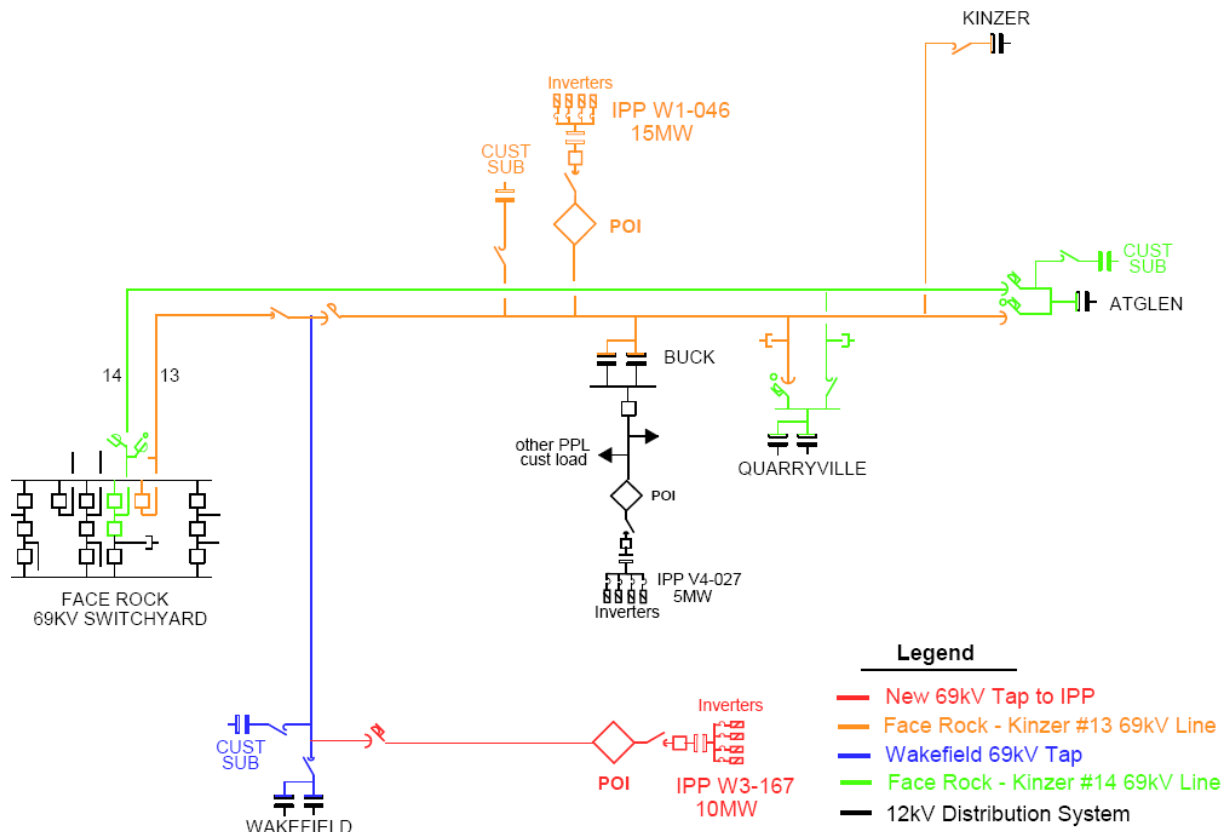 KINZER
Inverters
IPP W1-046
15MW
CUST
SUB
POI
CUST
SUB
ATGLEN
14
13
BUCK
other PPL
cust load
QUARRYVILLE
POI
IPP V4-027
5MW
Inverters
FACE ROCK
69KV SWITCHYARD
Legend
New 69kV Tap to IPP
Face Rock - Kinzer #13 69kV Line
Wakefield 69kV Tap
Face Rock - Kinzer #14 69kV Line
12kV Distribution System
Inverters
CUST
SUB
POI
IPP W3-167
10MW
WAKEFIELD